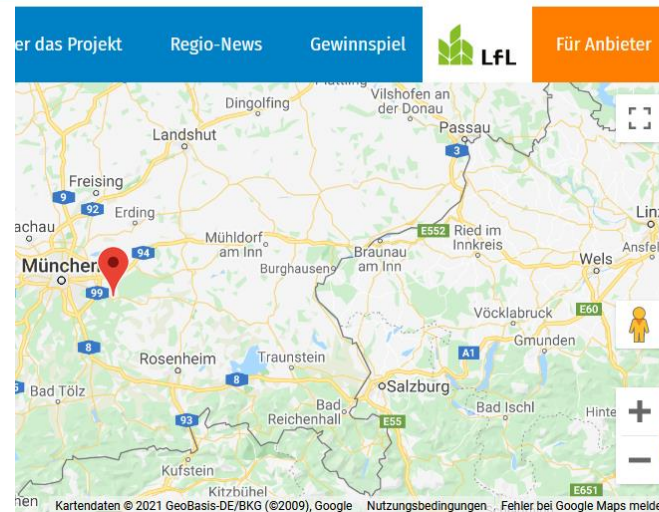 er das Projekt Regio-News Gewinnspiel LfL Für Anbieter
Vilshofen an
der Donau
Dingolfing
Passau
Landshut
3
Freising
9
92
Erding
Linz
achau
Mühldorf
am Inn
E552
Ried im
Innkreis
Ansfel
94
München
Burghausen
Braunau
am Inn
Wels
99
Vöcklabruck
E60
Gmunden
8
Rosenheim
Traunstein
A1
8
Salzburg
Bad Tölz
Bad
Reichenhall
93
E55
Bad Ischl
Hinte
Kufstein
Kitzbühel
E651
nen
Kartendaten © 2021 GeoBasis-DE/BKG (©2009), Google Nutzungsbedingungen Fehler bei Google Maps melde